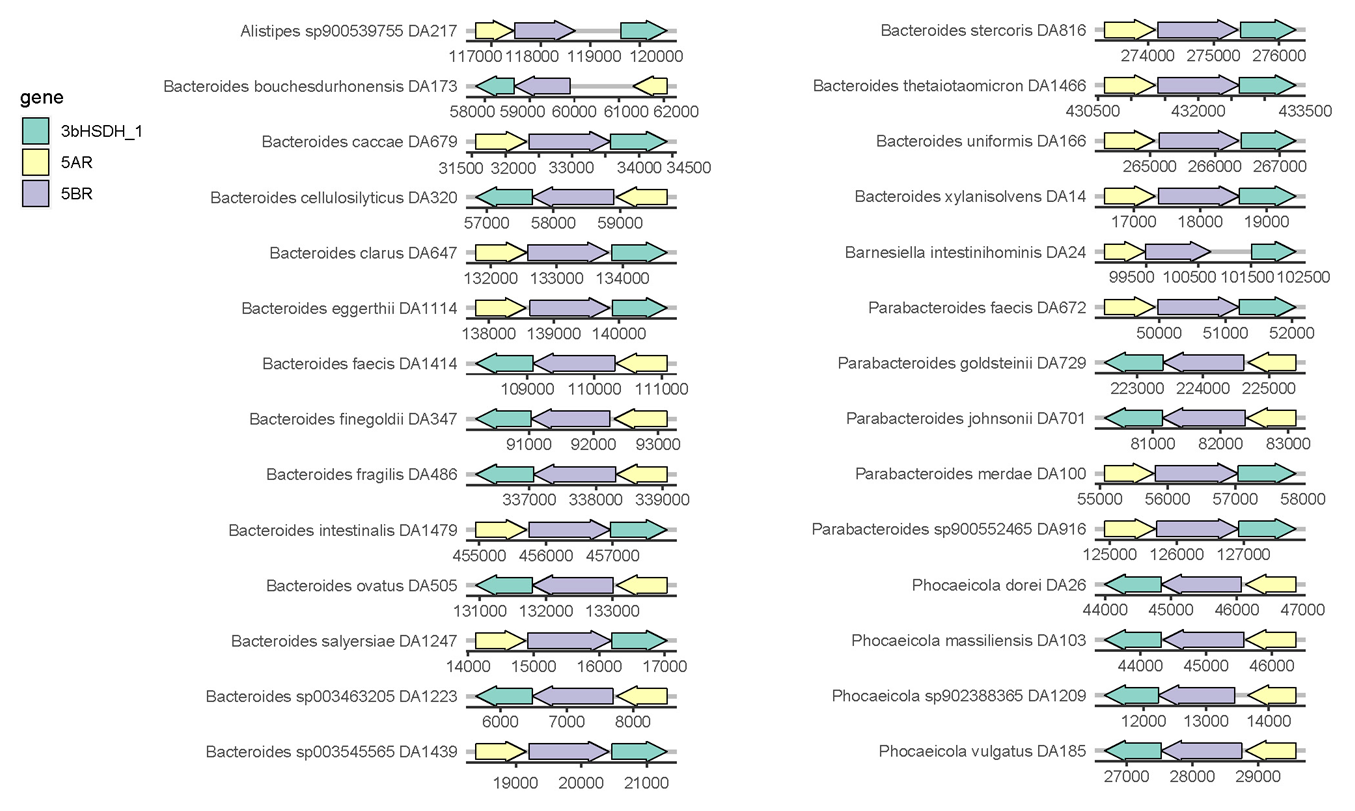 gene
3bHSDH_1
5AR
5BR
Alistipes sp900539755 DA217
117000 118000 119000 120000
Bacteroides bouchesdurhonensis DA173
58000 59000 60000 61000 62000
Bacteroides caccae DA679
31500 32000 33000 34000 34500
Bacteroides cellulosilyticus DA320
57000 58000 59000
Bacteroides clarus DA647
132000 133000 134000
Bacteroides eggerthii DA1114
138000 139000 140000
Bacteroides faecis DA1414
109000 110000 111000
Bacteroides finegoldii DA347
91000 92000 93000
Bacteroides fragilis DA486
337000 338000 339000
Bacteroides intestinalis DA1479
455000 456000 457000
Bacteroides ovatus DA505
131000 132000 133000
Bacteroides salyersiae DA1247
14000 15000 16000 17000
Bacteroides sp003463205 DA1223
6000 7000 8000
Bacteroides sp003545565 DA1439
19000 20000 21000
Bacteroides stercoris DA816
274000 275000 276000
Bacteroides thetaiotaomicron DA1466
430500 432000 433500
Bacteroides uniformis DA166
265000 266000 267000
Bacteroides xylanisolvens DA14
17000 18000 19000
Barnesiella intestinihominis DA24
99500 100500 101500 102500
Parabacteroides faecis DA672
50000 51000 52000
Parabacteroides goldsteinii DA729
223000 224000 225000
Parabacteroides johnsonii DA701
81000 82000 83000
Parabacteroides merdae DA100
55000 56000 57000 58000
Parabacteroides sp900552465 DA916
125000 126000 127000
Phocaeicola dorei DA26
44000 45000 46000 47000
Phocaeicola massiliensis DA103
44000 45000 46000
Phocaeicola sp902388365 DA1209
12000 13000 14000
Phocaeicola vulgatus DA185
27000 28000 29000